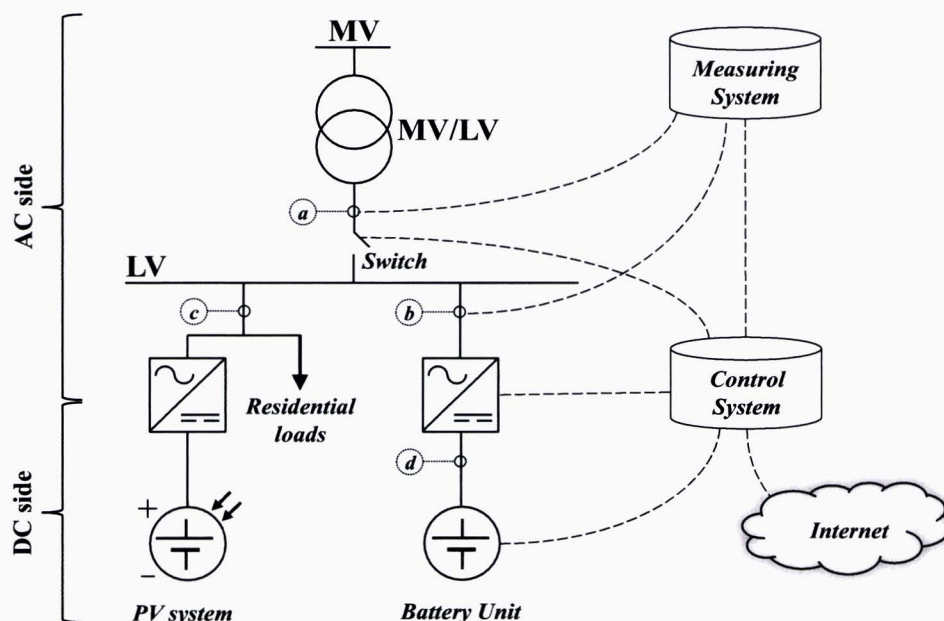 MV
MV/LV
Measuring
System
AC side
a
Switch
LV
c
b
Residential
loads
Control
System
d
DC side
+
−
Internet
PV system
Battery Unit